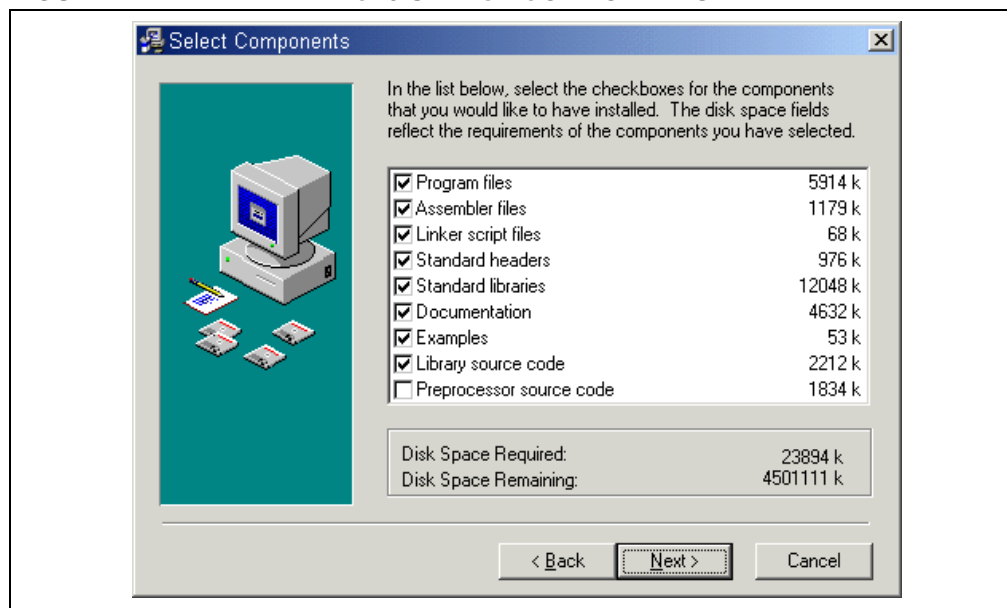 Select Components
In the list below, select the checkboxes for the components
that you would like to have installed. The disk space fields
reflect the requirements of the components you have selected.
Program files 5914 k
Assembler files 1179 k
Linker script files 68 k
Standard headers 976 k
Standard libraries 12048 k
Documentation 4632 k
Examples 53 k
Library source code 2212 k
Preprocessor source code 1834 k
Disk Space Required: 23894 k
Disk Space Remaining: 4501111 k
< Back Next > Cancel